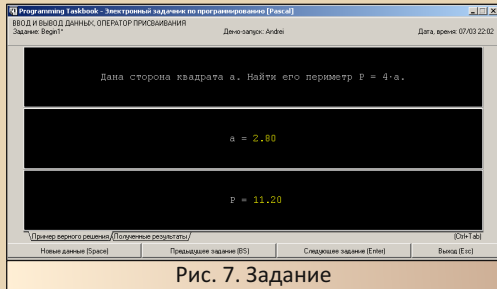 Programming Taskbook - Электронный задачник по программированию [Pascal]
ВВОД И ВЫВОД ДАННЫХ, ОПЕРАТОР ПРИСВАИВАНИЯ
Задание: Begin1* Демо-запуск: Andrei Дата, время: 07/03 22:02
Дана сторона квадрата a. Найти его периметр P = 4·a.
a = 2.80
P = 11.20
Пример верного решения / Полученные результаты / (Ctrl+Tab)
Новые данные (Space) Предыдущее задание (BS) Следующее задание (Enter) Выход (Esc)
Рис. 7. Задание